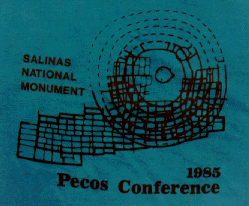 SALINAS
NATIONAL
MONUMENT
1985
Pecos Conference